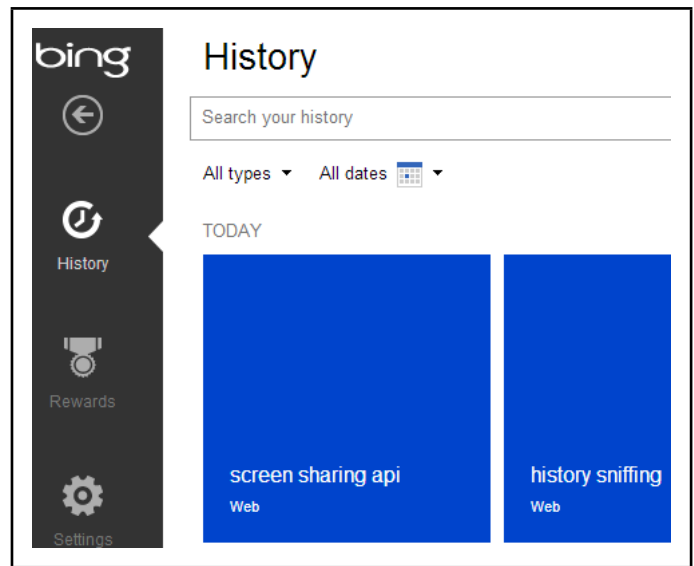 bing
History
Search your history
All types All dates
TODAY
History
Rewards
Settings
screen sharing api
Web
history sniffing
Web